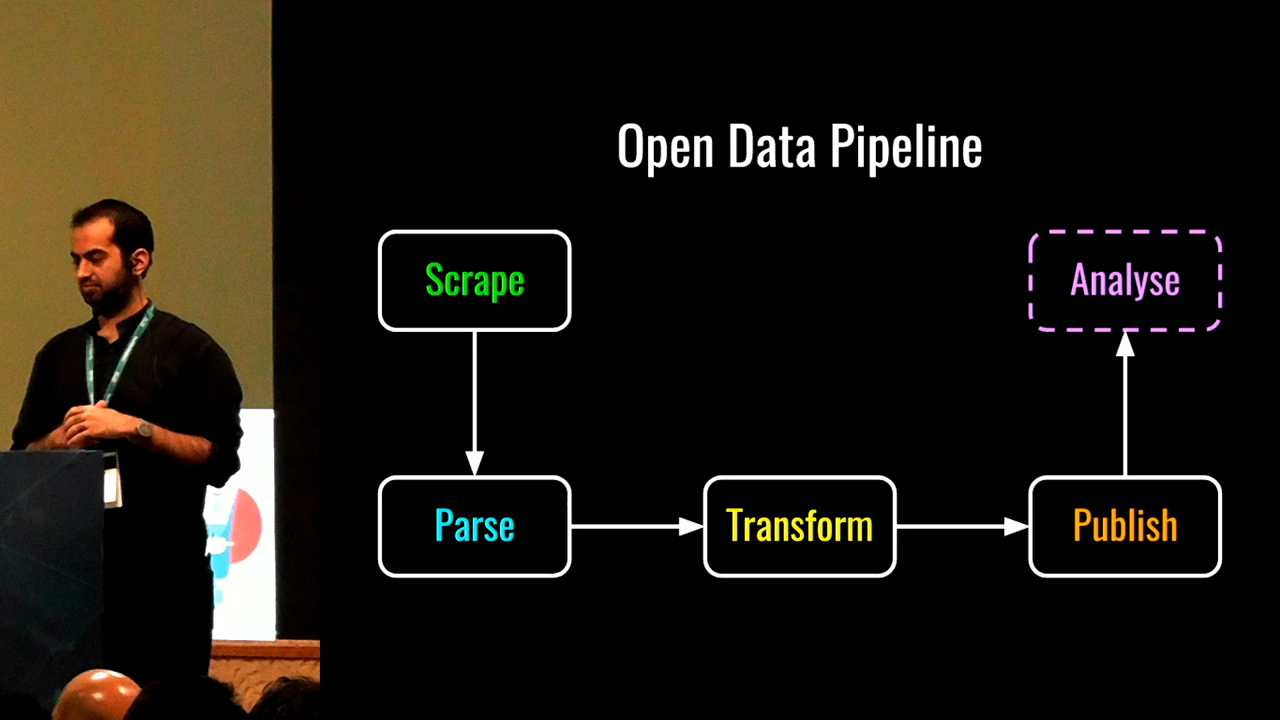 Open Data Pipeline
Scrape
Analyse
Parse
Transform
Publish